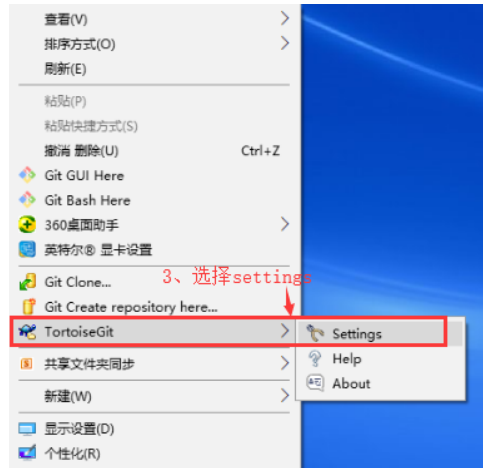 查看(V)
排序方式(O)
刷新(E)
粘贴(P)
粘贴快捷方式(S)
撤消 删除(U) Ctrl+Z
Git GUI Here
Git Bash Here
360桌面助手
英特尔® 显卡设置
Git Clone...
3、选择settings
Git Create repository here...
TortoiseGit
Settings
共享文件夹同步
Help
About
新建(W)
显示设置(D)
个性化(R)